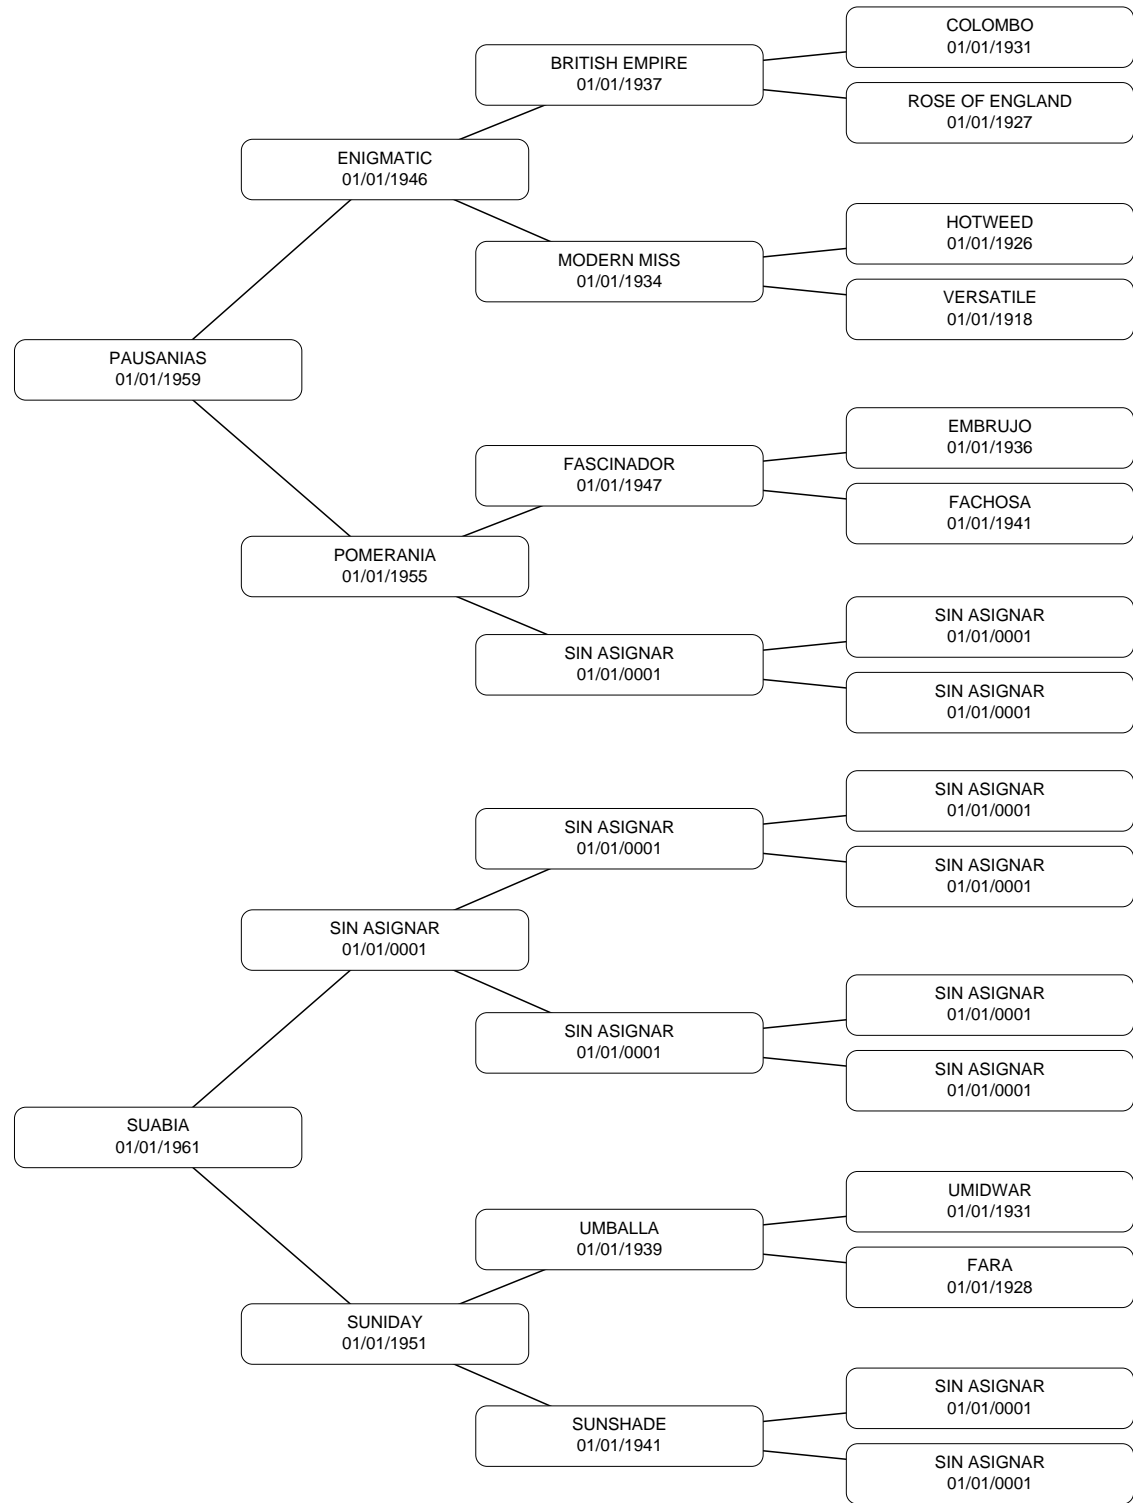 COLOMBO
01/01/1931
BRITISH EMPIRE
01/01/1937
ROSE OF ENGLAND
01/01/1927
ENIGMATIC
01/01/1946
HOTWEED
01/01/1926
MODERN MISS
01/01/1934
VERSATILE
01/01/1918
PAUSANIAS
01/01/1959
EMBRUJO
01/01/1936
FASCINADOR
01/01/1947
FACHOSA
01/01/1941
POMERANIA
01/01/1955
SIN ASIGNAR
01/01/0001
SIN ASIGNAR
01/01/0001
SIN ASIGNAR
01/01/0001
SIN ASIGNAR
01/01/0001
SIN ASIGNAR
01/01/0001
SIN ASIGNAR
01/01/0001
SIN ASIGNAR
01/01/0001
SIN ASIGNAR
01/01/0001
SIN ASIGNAR
01/01/0001
SIN ASIGNAR
01/01/0001
SUABIA
01/01/1961
UMIDWAR
01/01/1931
UMBALLA
01/01/1939
FARA
01/01/1928
SUNIDAY
01/01/1951
SIN ASIGNAR
01/01/0001
SUNSHADE
01/01/1941
SIN ASIGNAR
01/01/0001